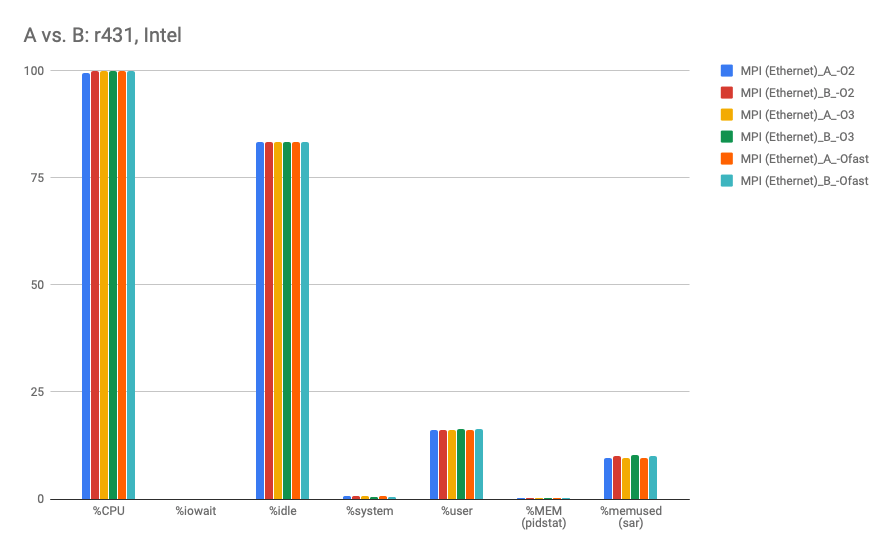 A vs. B: r431, Intel
100
75
50
25
0
%CPU
%iowait
%idle
%system
%user
%MEM
(pidstat)
%memused
(sar)
MPI (Ethernet)_A_-O2
MPI (Ethernet)_B_-O2
MPI (Ethernet)_A_-O3
MPI (Ethernet)_B_-O3
MPI (Ethernet)_A_-Ofast
MPI (Ethernet)_B_-Ofast